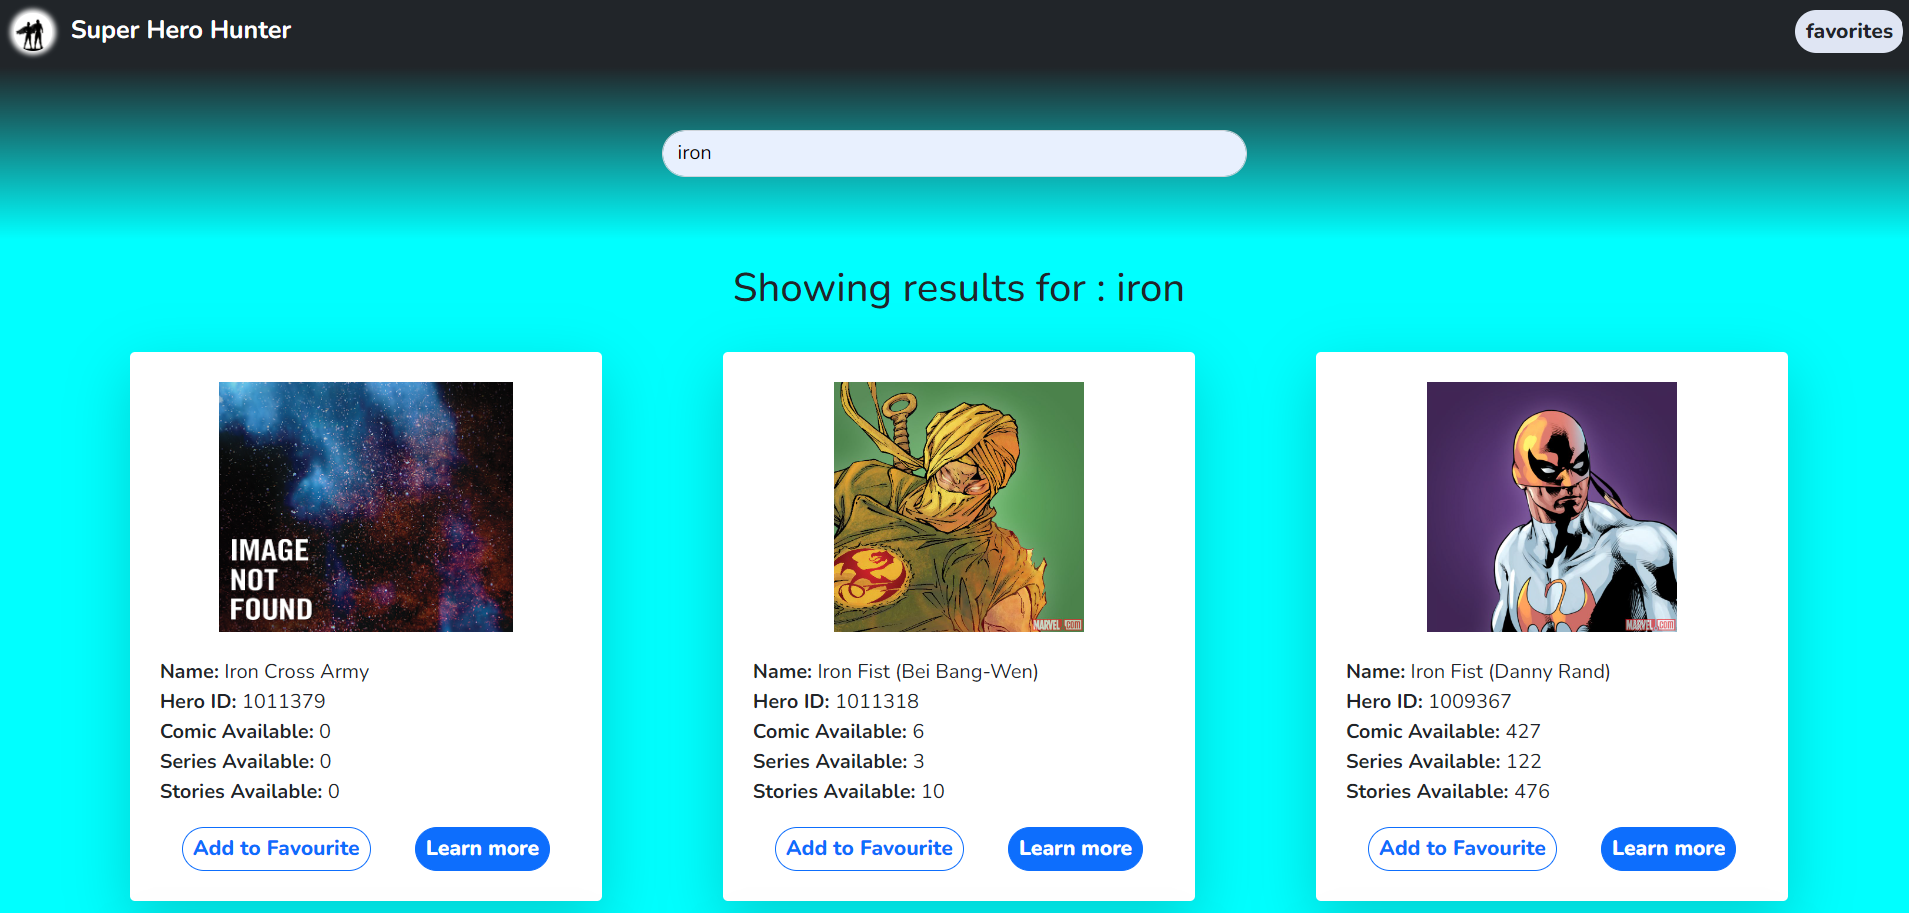 Super Hero Hunter
favorites
iron
Showing results for : iron
IMAGE
NOT
FOUND
Name: Iron Cross Army
Hero ID: 1011379
Comic Available: 0
Series Available: 0
Stories Available: 0
Add to Favourite
Learn more
MARVEL.COM
Name: Iron Fist (Bei Bang-Wen)
Hero ID: 1011318
Comic Available: 6
Series Available: 3
Stories Available: 10
Add to Favourite
Learn more
MARVEL.COM
Name: Iron Fist (Danny Rand)
Hero ID: 1009367
Comic Available: 427
Series Available: 122
Stories Available: 476
Add to Favourite
Learn more